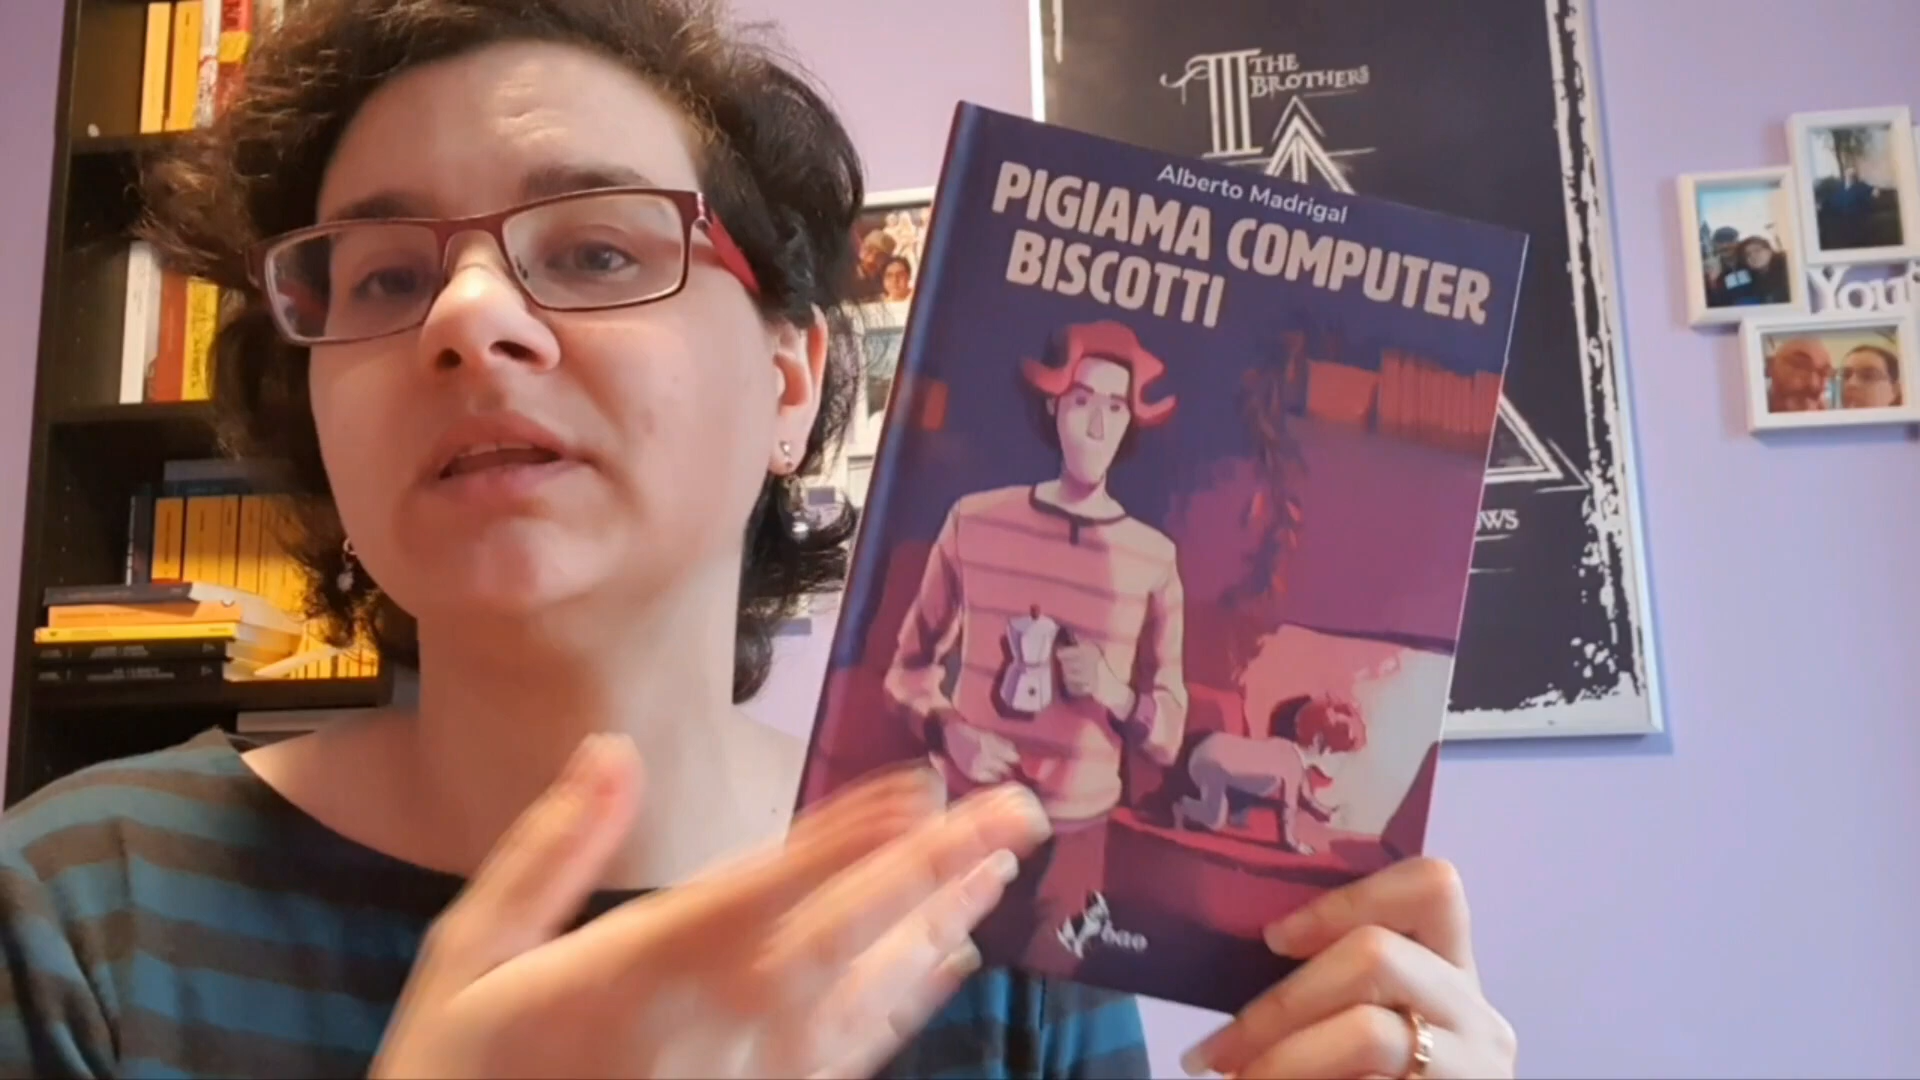 THE
BROTHERS
Alberto Madrigal
PIGIAMA COMPUTER
BISCOTTI
bao
You